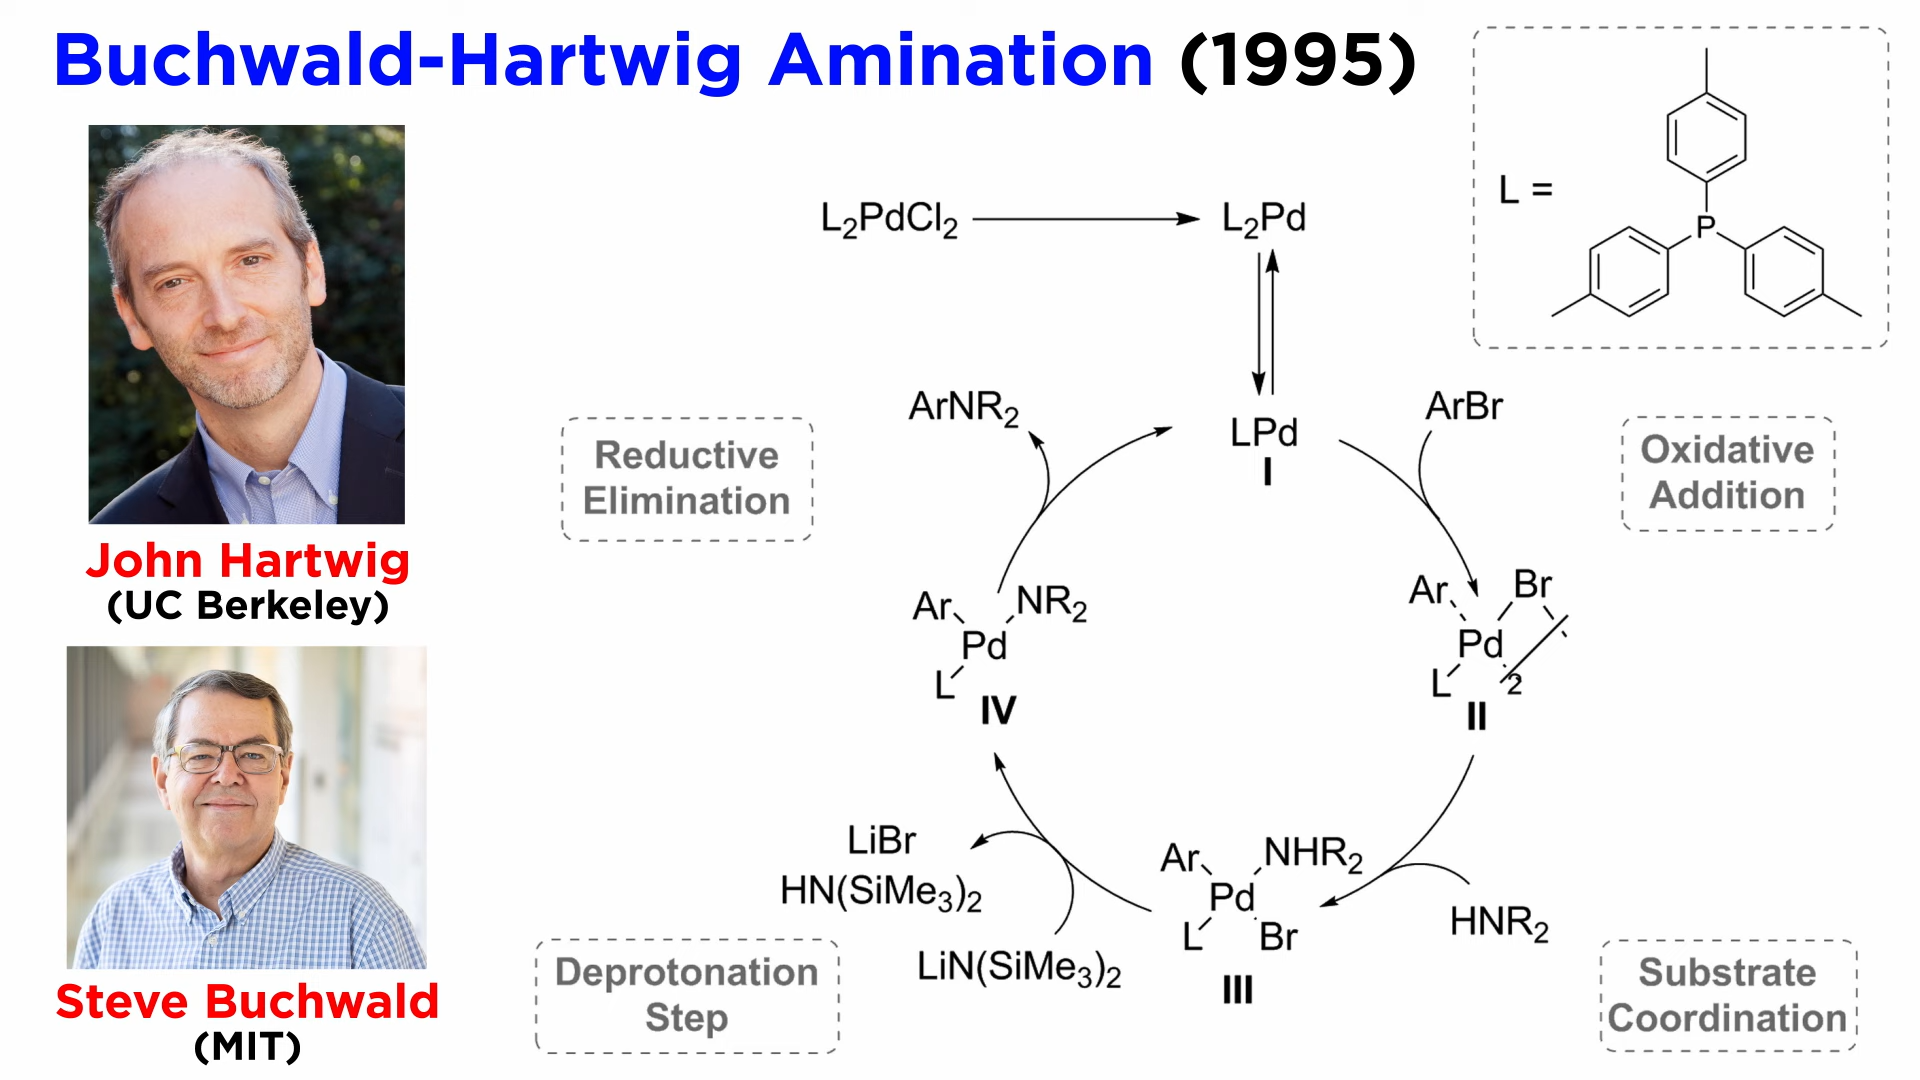 Buchwald-Hartwig Amination (1995)
John Hartwig
(UC Berkeley)
Steve Buchwald
(MIT)
L₂PdCl₂
L₂Pd
L =
P
ArNR₂
LPd
I
ArBr
Reductive
Elimination
Oxidative
Addition
Ar
NR₂
Pd
L
IV
Ar
Br
Pd
L
2
II
LiBr
HN(SiMe₃)₂
LiN(SiMe₃)₂
Ar
NHR₂
Pd
L
Br
III
HNR₂
Deprotonation
Step
Substrate
Coordination